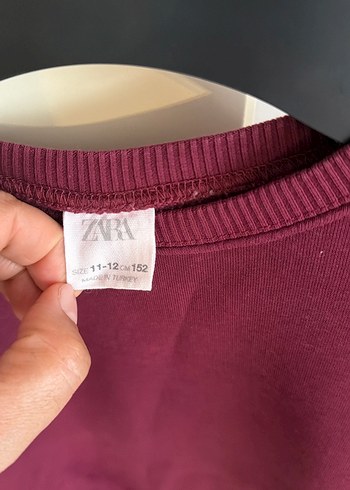 ZARA
SIZE 11-12 CM 152
MADE IN TURKEY